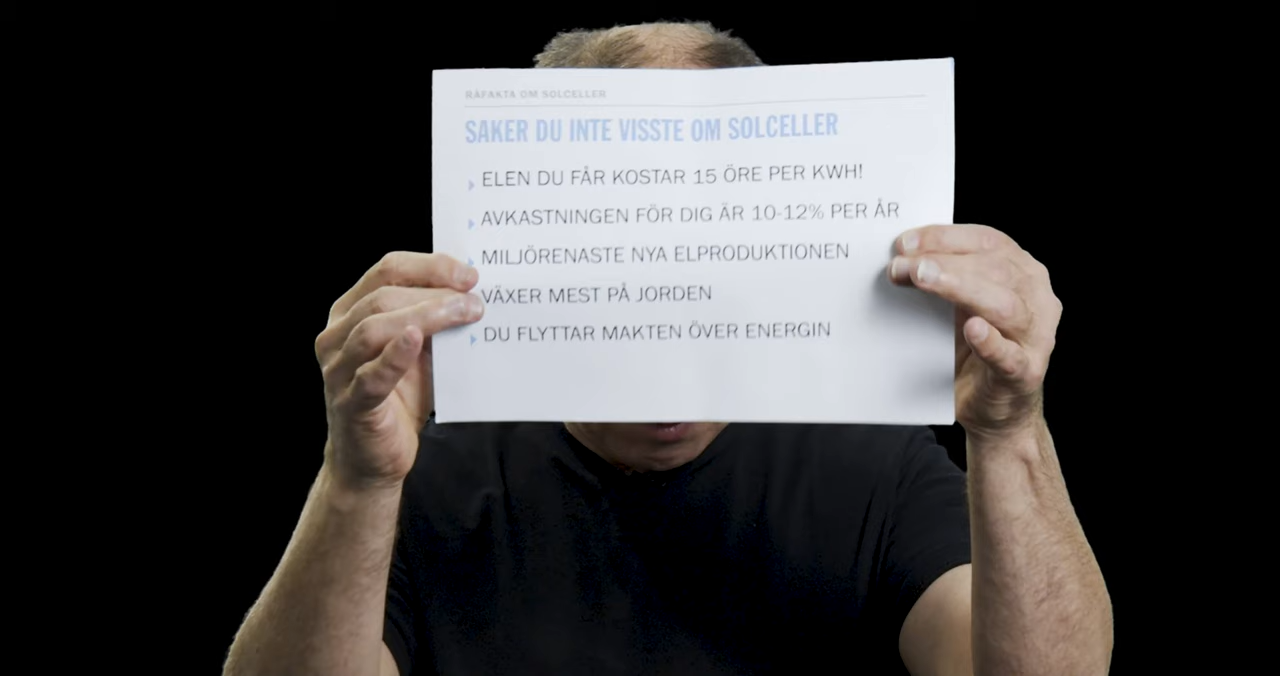 RÅFAKTA OM SOLCELLER
SAKER DU INTE VISSTE OM SOLCELLER
ELEN DU FÅR KOSTAR 15 ÖRE PER KWH!
AVKASTNINGEN FÖR DIG ÄR 10-12% PER ÅR
MILJÖRENASTE NYA ELPRODUKTIONEN
VÄXER MEST PÅ JORDEN
DU FLYTTAR MAKTEN ÖVER ENERGIN